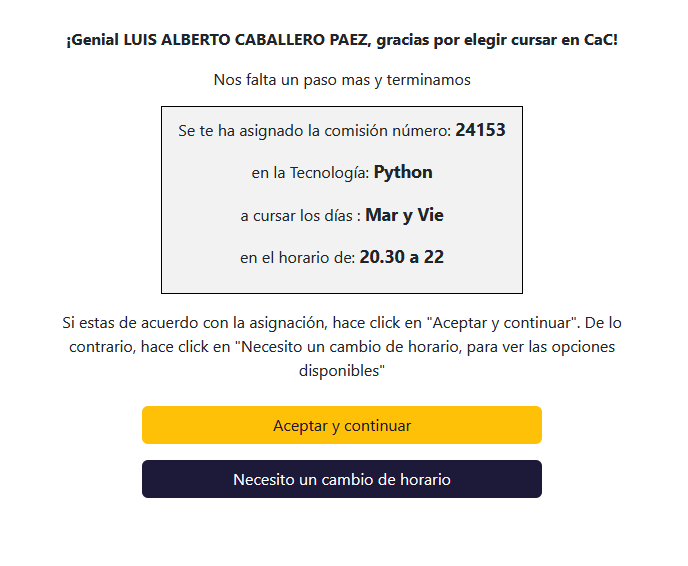 ¡Genial LUIS ALBERTO CABALLERO PAEZ, gracias por elegir cursar en CaC!
Nos falta un paso mas y terminamos
Se te ha asignado la comisión número: 24153
en la Tecnología: Python
a cursar los días : Mar y Vie
en el horario de: 20.30 a 22
Si estas de acuerdo con la asignación, hace click en "Aceptar y continuar". De lo
contrario, hace click en "Necesito un cambio de horario, para ver las opciones
disponibles"
Aceptar y continuar
Necesito un cambio de horario